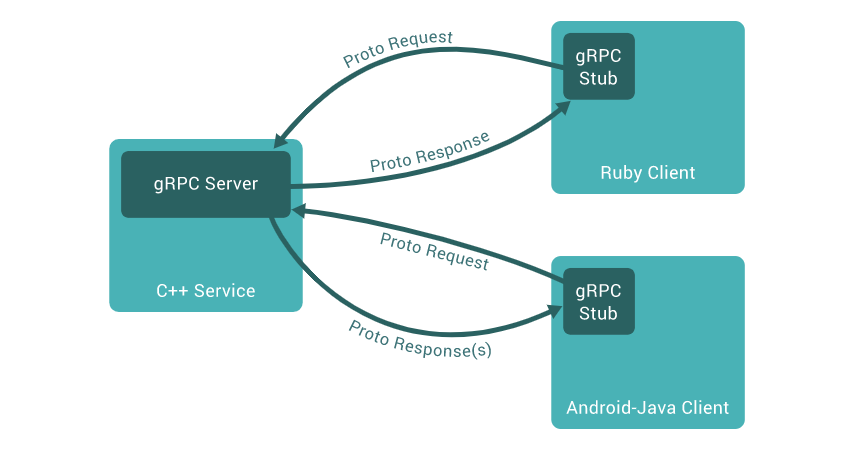 Proto Request
gRPC
Stub
Ruby Client
Proto Response
gRPC Server
C++ Service
Proto Request
gRPC
Stub
Android-Java Client
Proto Response(s)